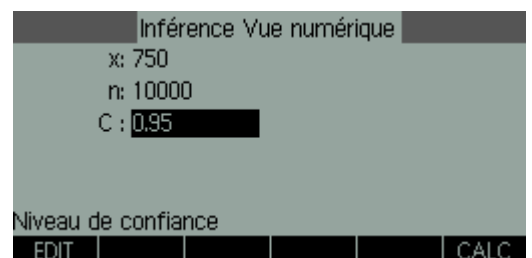 Inférence Vue numérique
x: 750
n: 10000
C : 0.95
Niveau de confiance
EDIT CALC